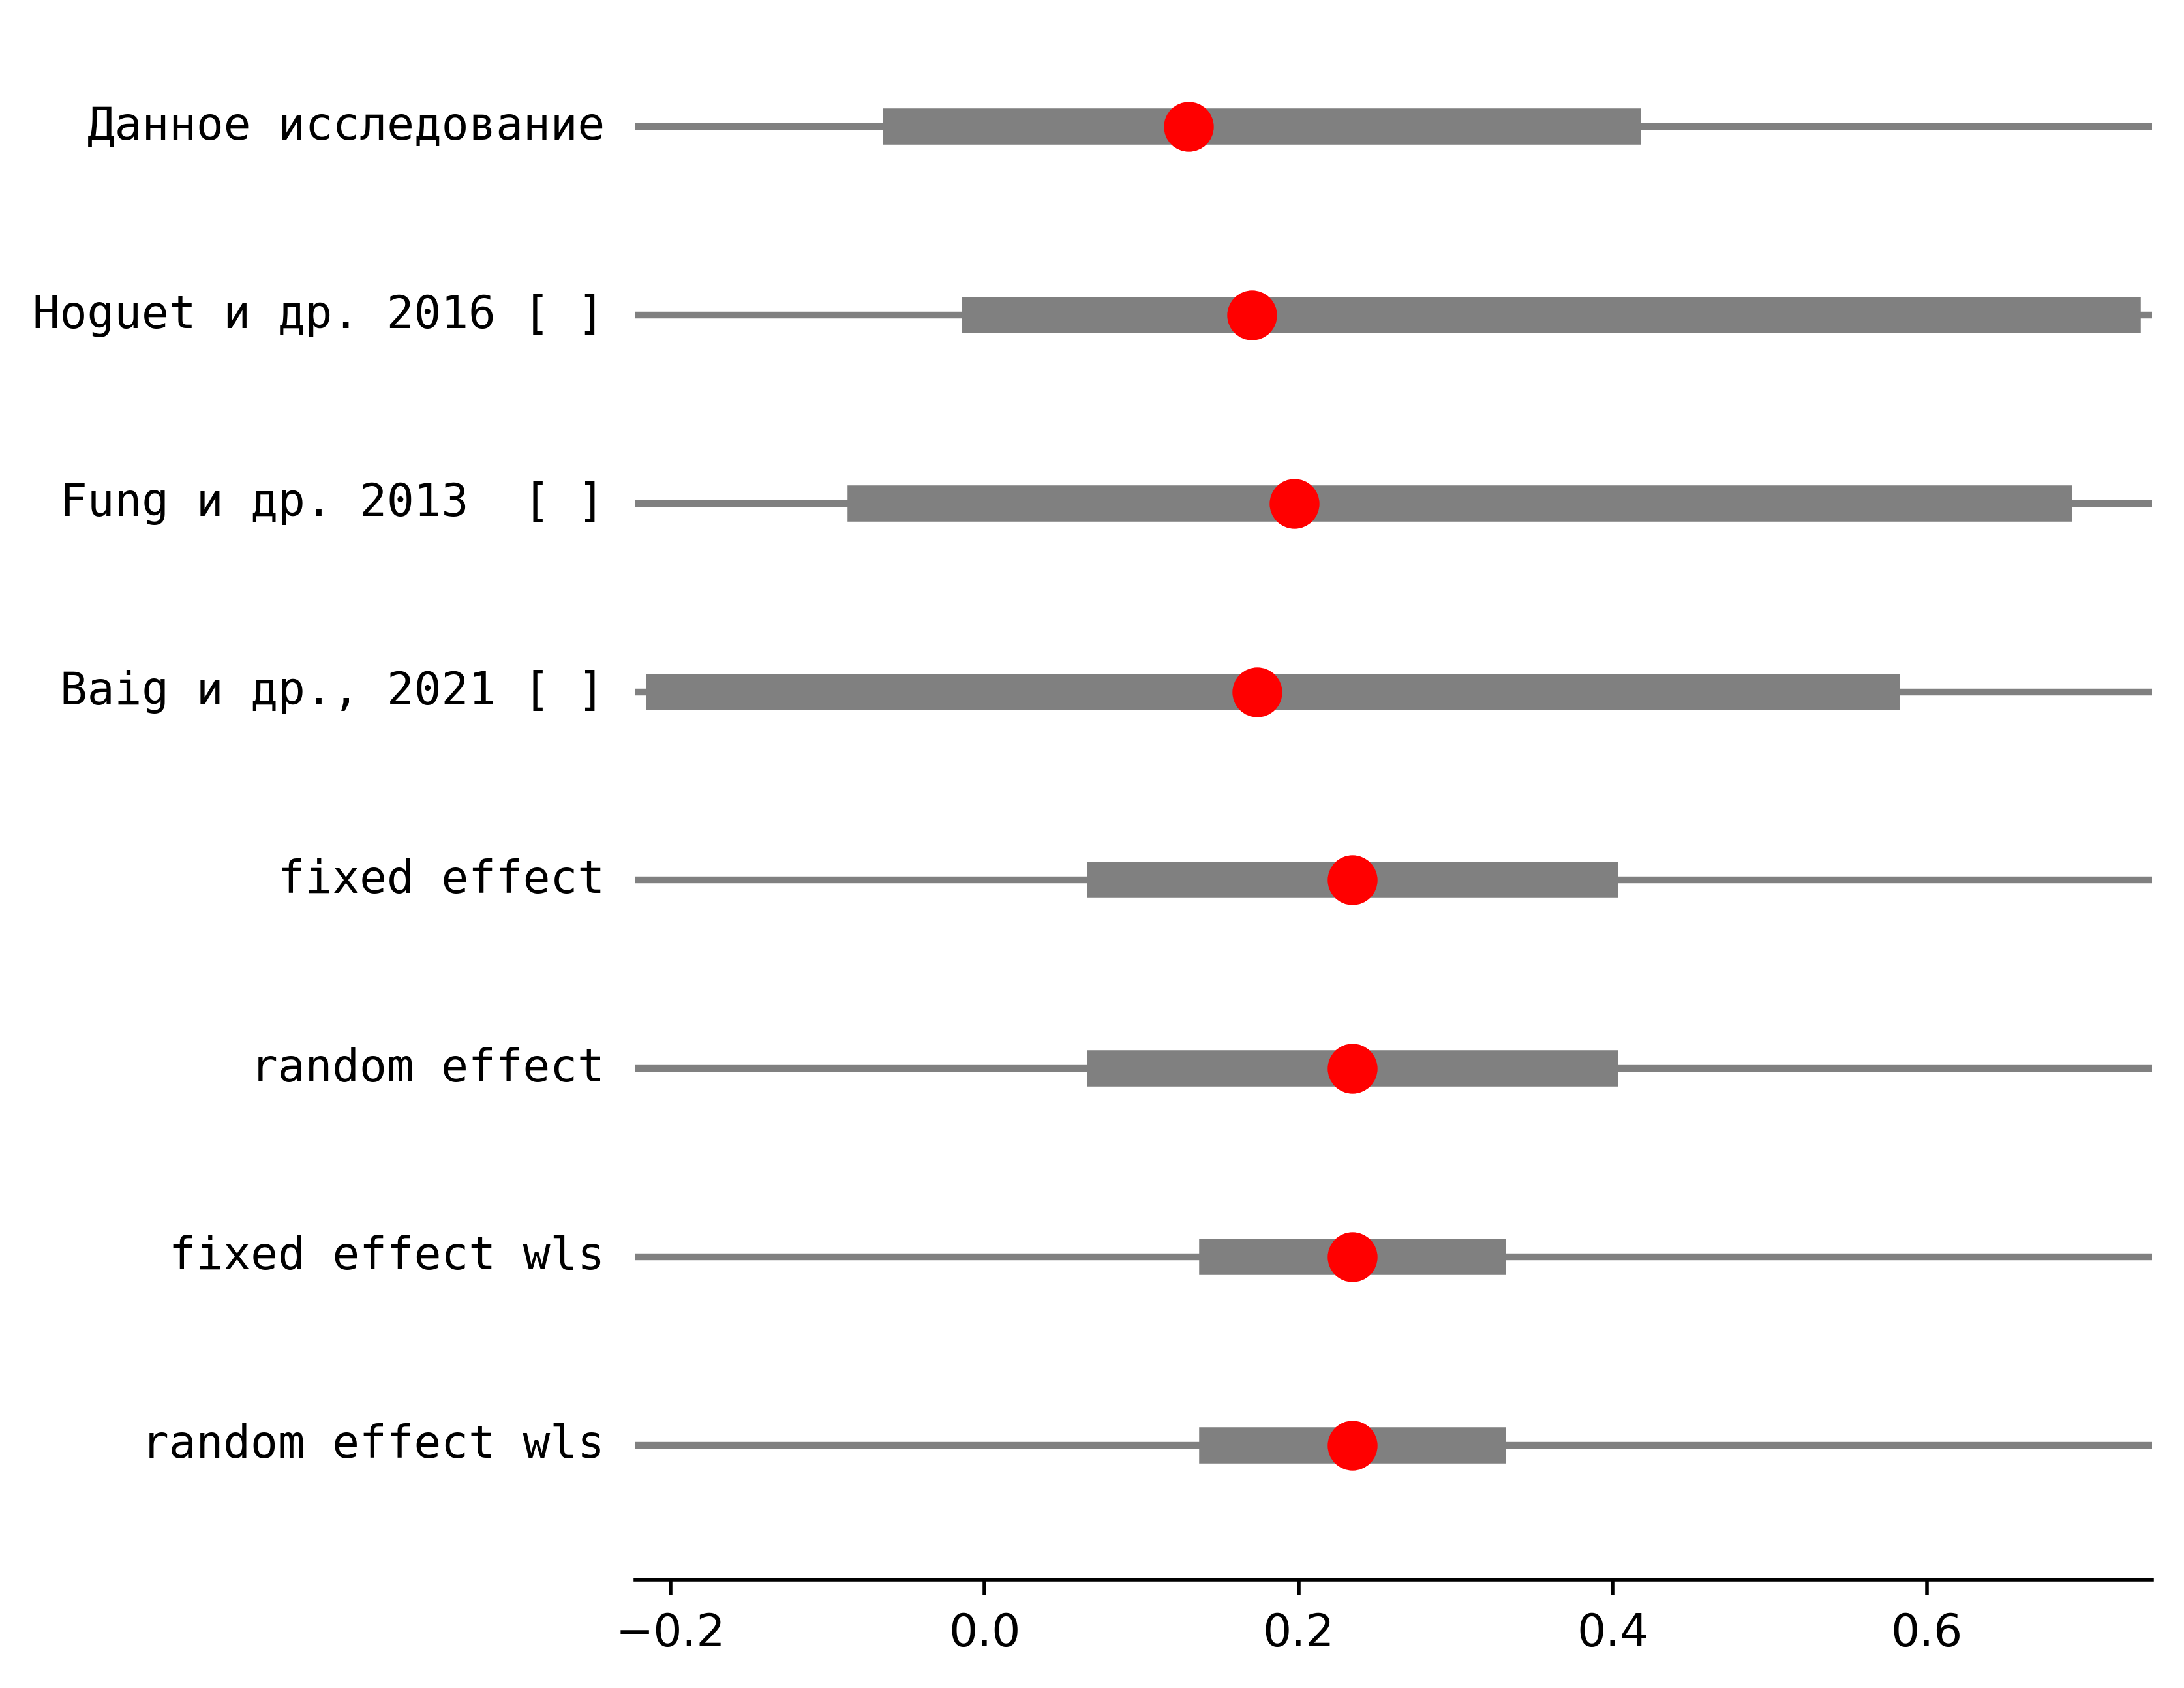 Данное исследование
Hoguet и др. 2016 [ ]
Fung и др. 2013  [ ]
Baig и др., 2021 [ ]
fixed effect
random effect
fixed effect wls
random effect wls
−0.2 0.0 0.2 0.4 0.6